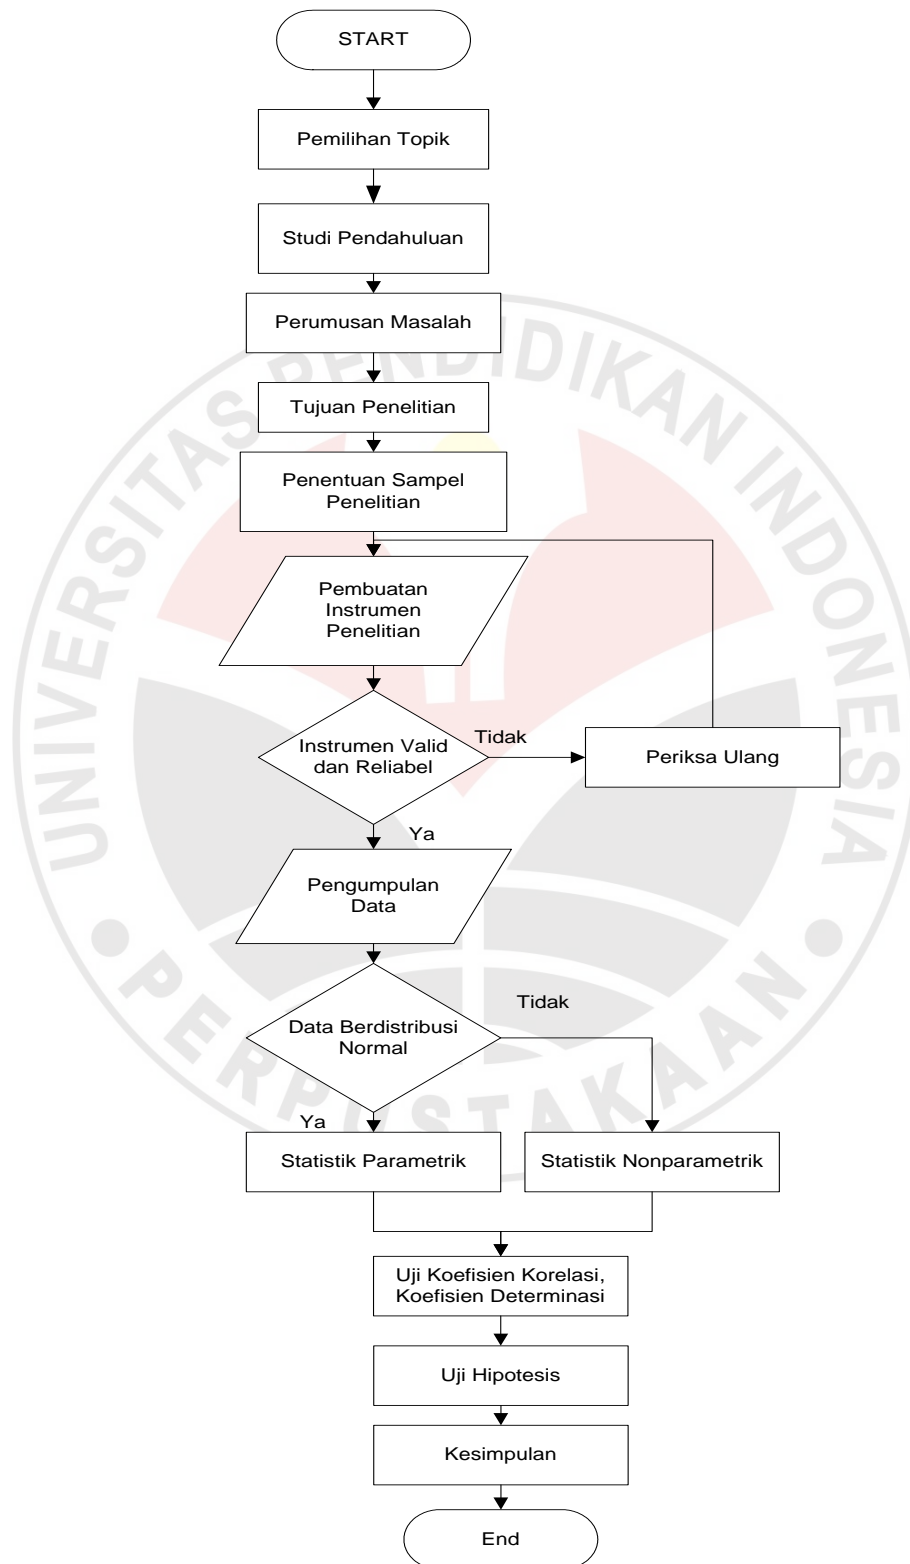 START
Pemilihan Topik
Studi Pendahuluan
Perumusan Masalah
Tujuan Penelitian
Penentuan Sampel
Penelitian
Pembuatan
Instrumen
Penelitian
Instrumen Valid
dan Reliabel
Tidak
Periksa Ulang
Ya
Pengumpulan
Data
Data Berdistribusi
Normal
Tidak
Ya
Statistik Parametrik
Statistik Nonparametrik
Uji Koefisien Korelasi,
Koefisien Determinasi
Uji Hipotesis
Kesimpulan
End
UNIVERSITAS PENDIDIKAN INDONESIA
PERPUSTAKAAN